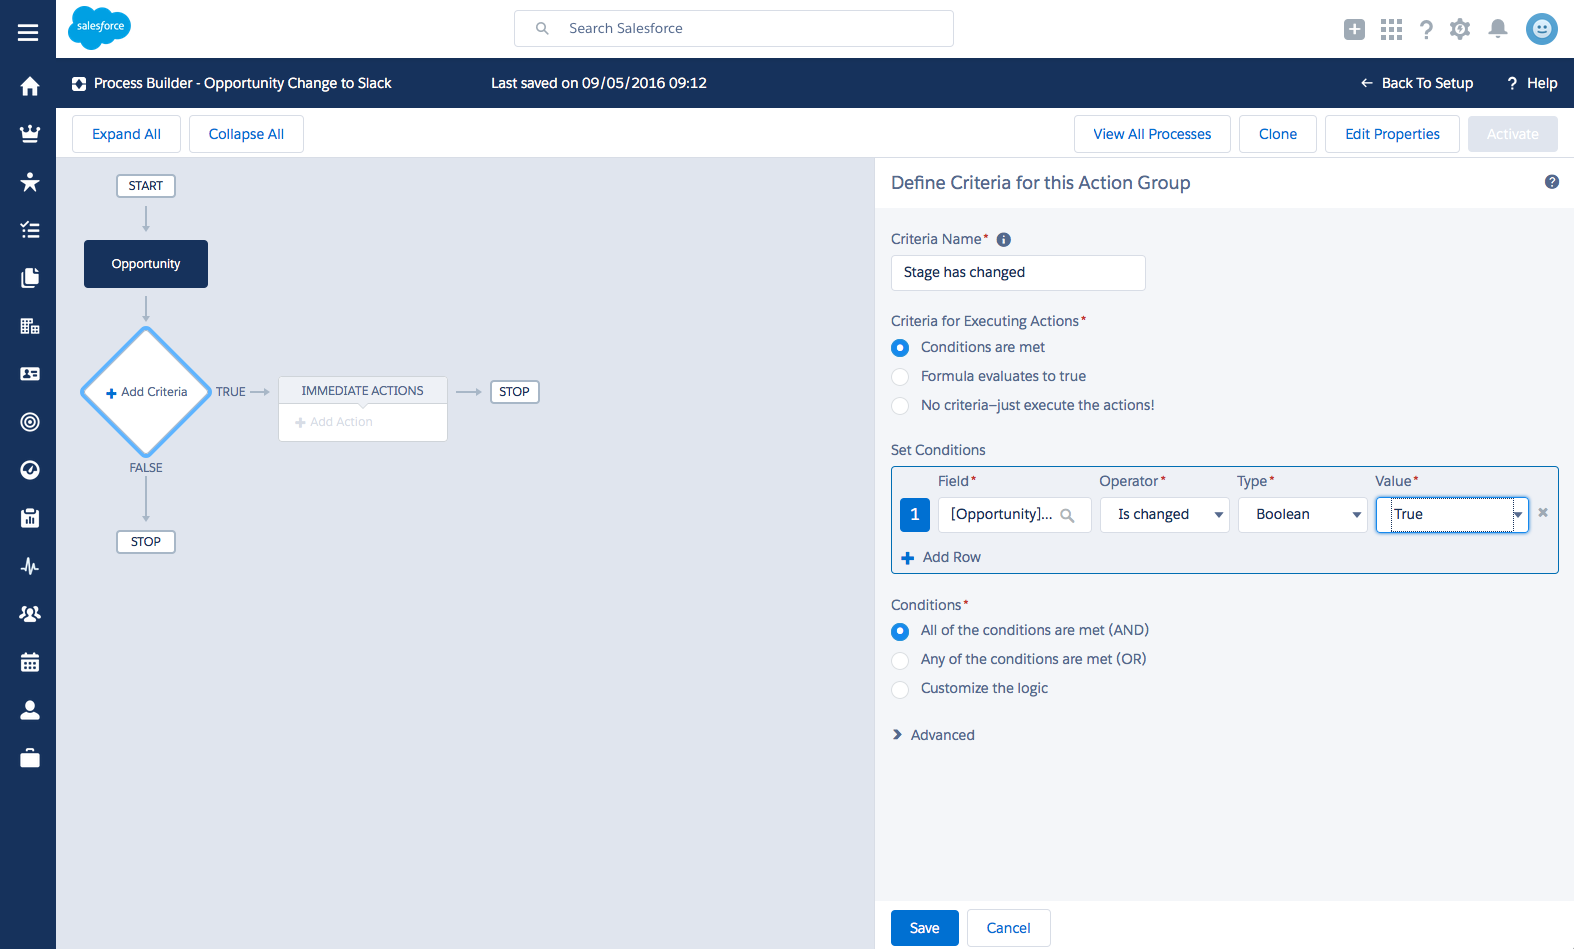 salesforce
Search Salesforce
?
Process Builder - Opportunity Change to Slack
Last saved on 09/05/2016 09:12
← Back To Setup
? Help
Expand All
Collapse All
View All Processes
Clone
Edit Properties
Activate
START
Opportunity
+ Add Criteria
TRUE
IMMEDIATE ACTIONS
+ Add Action
STOP
FALSE
STOP
Define Criteria for this Action Group
?
Criteria Name* i
Stage has changed
Criteria for Executing Actions*
Conditions are met
Formula evaluates to true
No criteria–just execute the actions!
Set Conditions
Field* Operator* Type* Value*
1 [Opportunity]... Is changed Boolean True
+ Add Row
Conditions*
All of the conditions are met (AND)
Any of the conditions are met (OR)
Customize the logic
Advanced
Save
Cancel